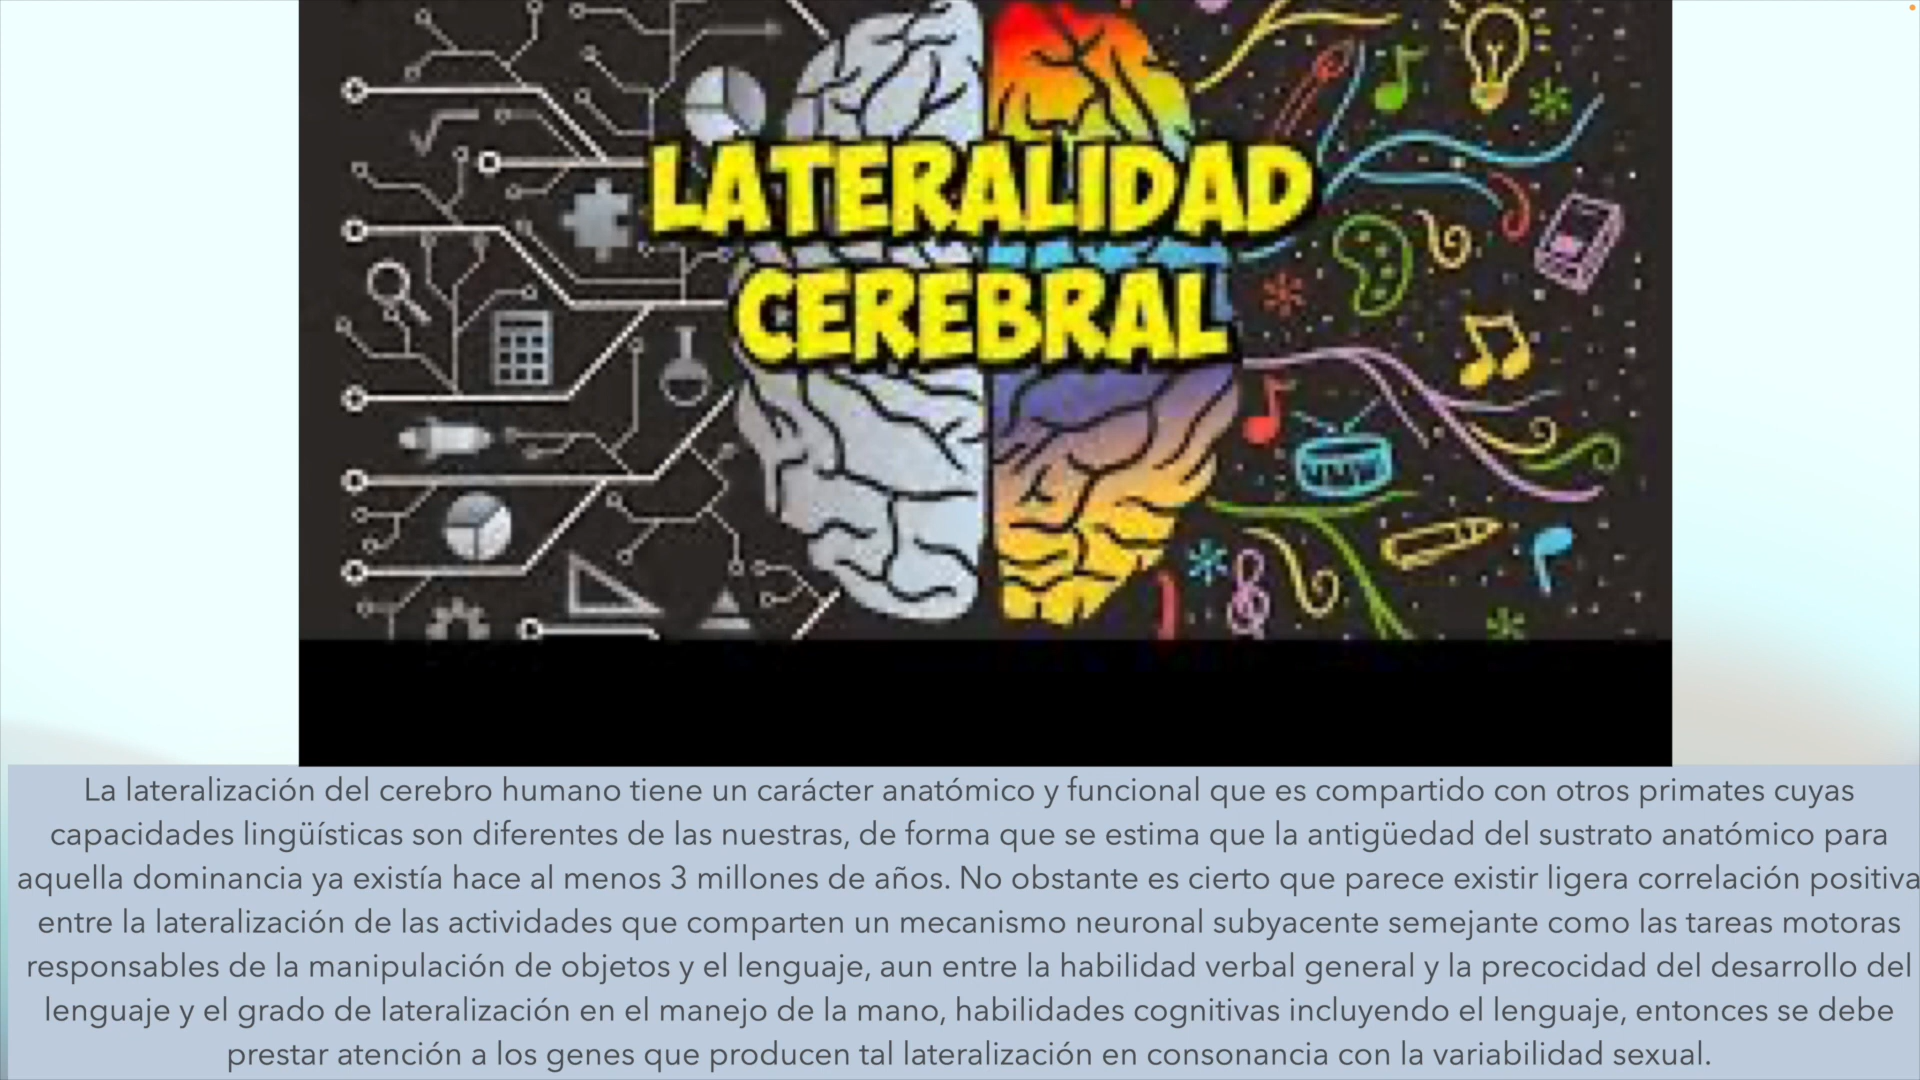 LATERALIDAD
CEREBRAL
La lateralización del cerebro humano tiene un carácter anatómico y funcional que es compartido con otros primates cuyas
capacidades lingüísticas son diferentes de las nuestras, de forma que se estima que la antigüedad del sustrato anatómico para
aquella dominancia ya existía hace al menos 3 millones de años. No obstante es cierto que parece existir ligera correlación positiva
entre la lateralización de las actividades que comparten un mecanismo neuronal subyacente semejante como las tareas motoras
responsables de la manipulación de objetos y el lenguaje, aun entre la habilidad verbal general y la precocidad del desarrollo del
lenguaje y el grado de lateralización en el manejo de la mano, habilidades cognitivas incluyendo el lenguaje, entonces se debe
prestar atención a los genes que producen tal lateralización en consonancia con la variabilidad sexual.